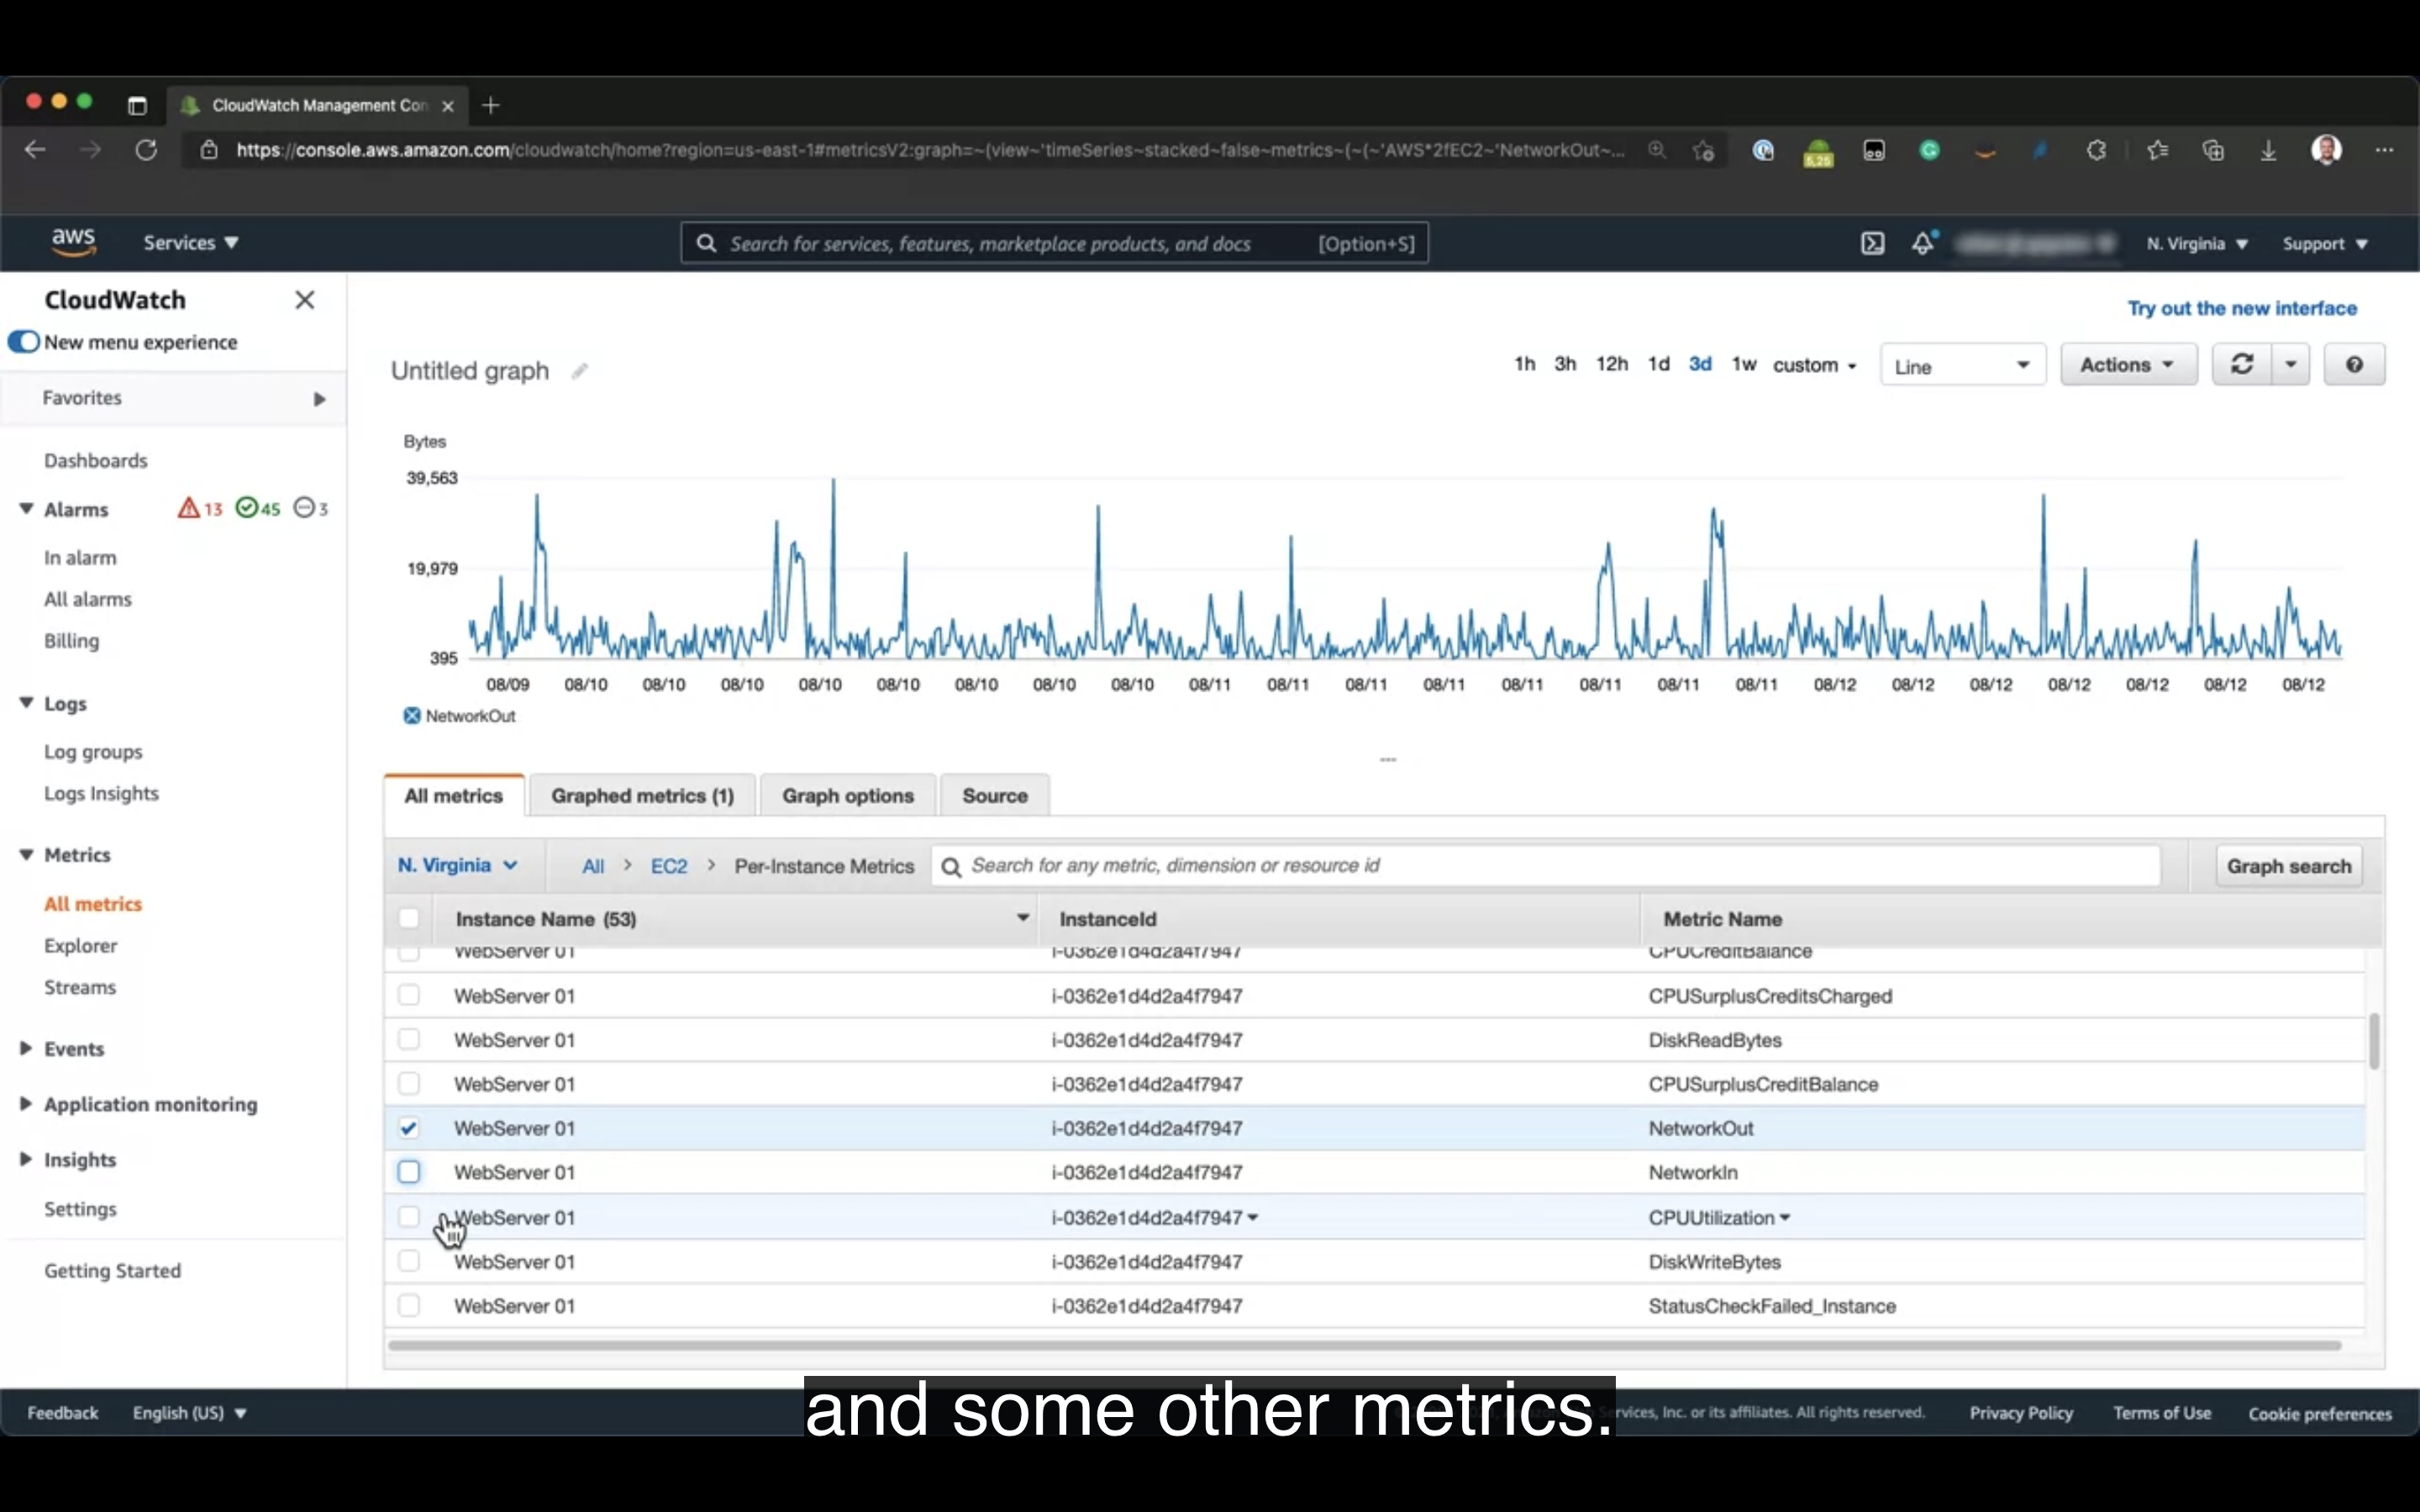 CloudWatch Management Con
https://console.aws.amazon.com/cloudwatch/home?region=us-east-1#metricsV2:graph=~(view~'timeSeries~stacked~false~metrics~(~(~'AWS*2fEC2~'NetworkOut~...
5,25
aws
Services
Search for services, features, marketplace products, and docs [Option+S]
N. Virginia
Support
CloudWatch
New menu experience
Favorites
Dashboards
Alarms 13 45 3
In alarm
All alarms
Billing
Logs
Log groups
Logs Insights
Metrics
All metrics
Explorer
Streams
Events
Application monitoring
Insights
Settings
Getting Started
Try out the new interface
Untitled graph
1h 3h 12h 1d 3d 1w custom
Line
Actions
Bytes
39,563
19,979
395
08/09 08/10 08/10 08/10 08/10 08/10 08/10 08/10 08/10 08/11 08/11 08/11 08/11 08/11 08/11 08/11 08/11 08/12 08/12 08/12 08/12 08/12 08/12 08/12
NetworkOut
All metrics
Graphed metrics (1)
Graph options
Source
N. Virginia
All > EC2 > Per-Instance Metrics
Search for any metric, dimension or resource id
Graph search
Instance Name (53) InstanceId Metric Name
WebServer 01 i-0362e1d4d2a4f7947 CPUCreditBalance
WebServer 01 i-0362e1d4d2a4f7947 CPUSurplusCreditsCharged
WebServer 01 i-0362e1d4d2a4f7947 DiskReadBytes
WebServer 01 i-0362e1d4d2a4f7947 CPUSurplusCreditBalance
WebServer 01 i-0362e1d4d2a4f7947 NetworkOut
WebServer 01 i-0362e1d4d2a4f7947 NetworkIn
WebServer 01 i-0362e1d4d2a4f7947 CPUUtilization
WebServer 01 i-0362e1d4d2a4f7947 DiskWriteBytes
WebServer 01 i-0362e1d4d2a4f7947 StatusCheckFailed_Instance
Feedback
English (US)
and some other metrics.
Services, Inc. or its affiliates. All rights reserved.
Privacy Policy
Terms of Use
Cookie preferences